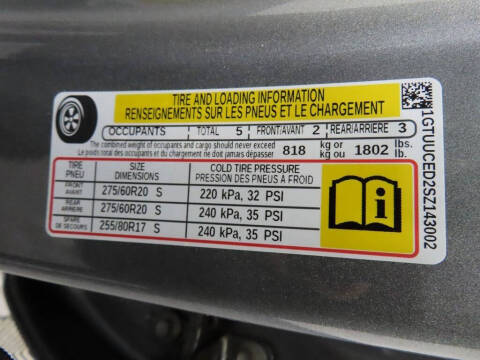 TIRE AND LOADING INFORMATION
RENSEIGNEMENTS SUR LES PNEUS ET LE CHARGEMENT
OCCUPANTS TOTAL 5 FRONT/AVANT 2 REAR/ARRIÈRE 3
The combined weight of occupants and cargo should never exceed 818 kg or 1802 lbs.
Le poids total des occupants et du chargement ne doit jamais dépasser kg ou lb.
TIRE SIZE COLD TIRE PRESSURE
PNEU DIMENSIONS PRESSION DES PNEUS À FROID
FRONT
AVANT 275/60R20 S 220 kPa, 32 PSI
REAR
ARRIÈRE 275/60R20 S 240 kPa, 35 PSI
SPARE
DE SECOURS 255/80R17 S 240 kPa, 35 PSI
i
1GTUUCED2SZ143002